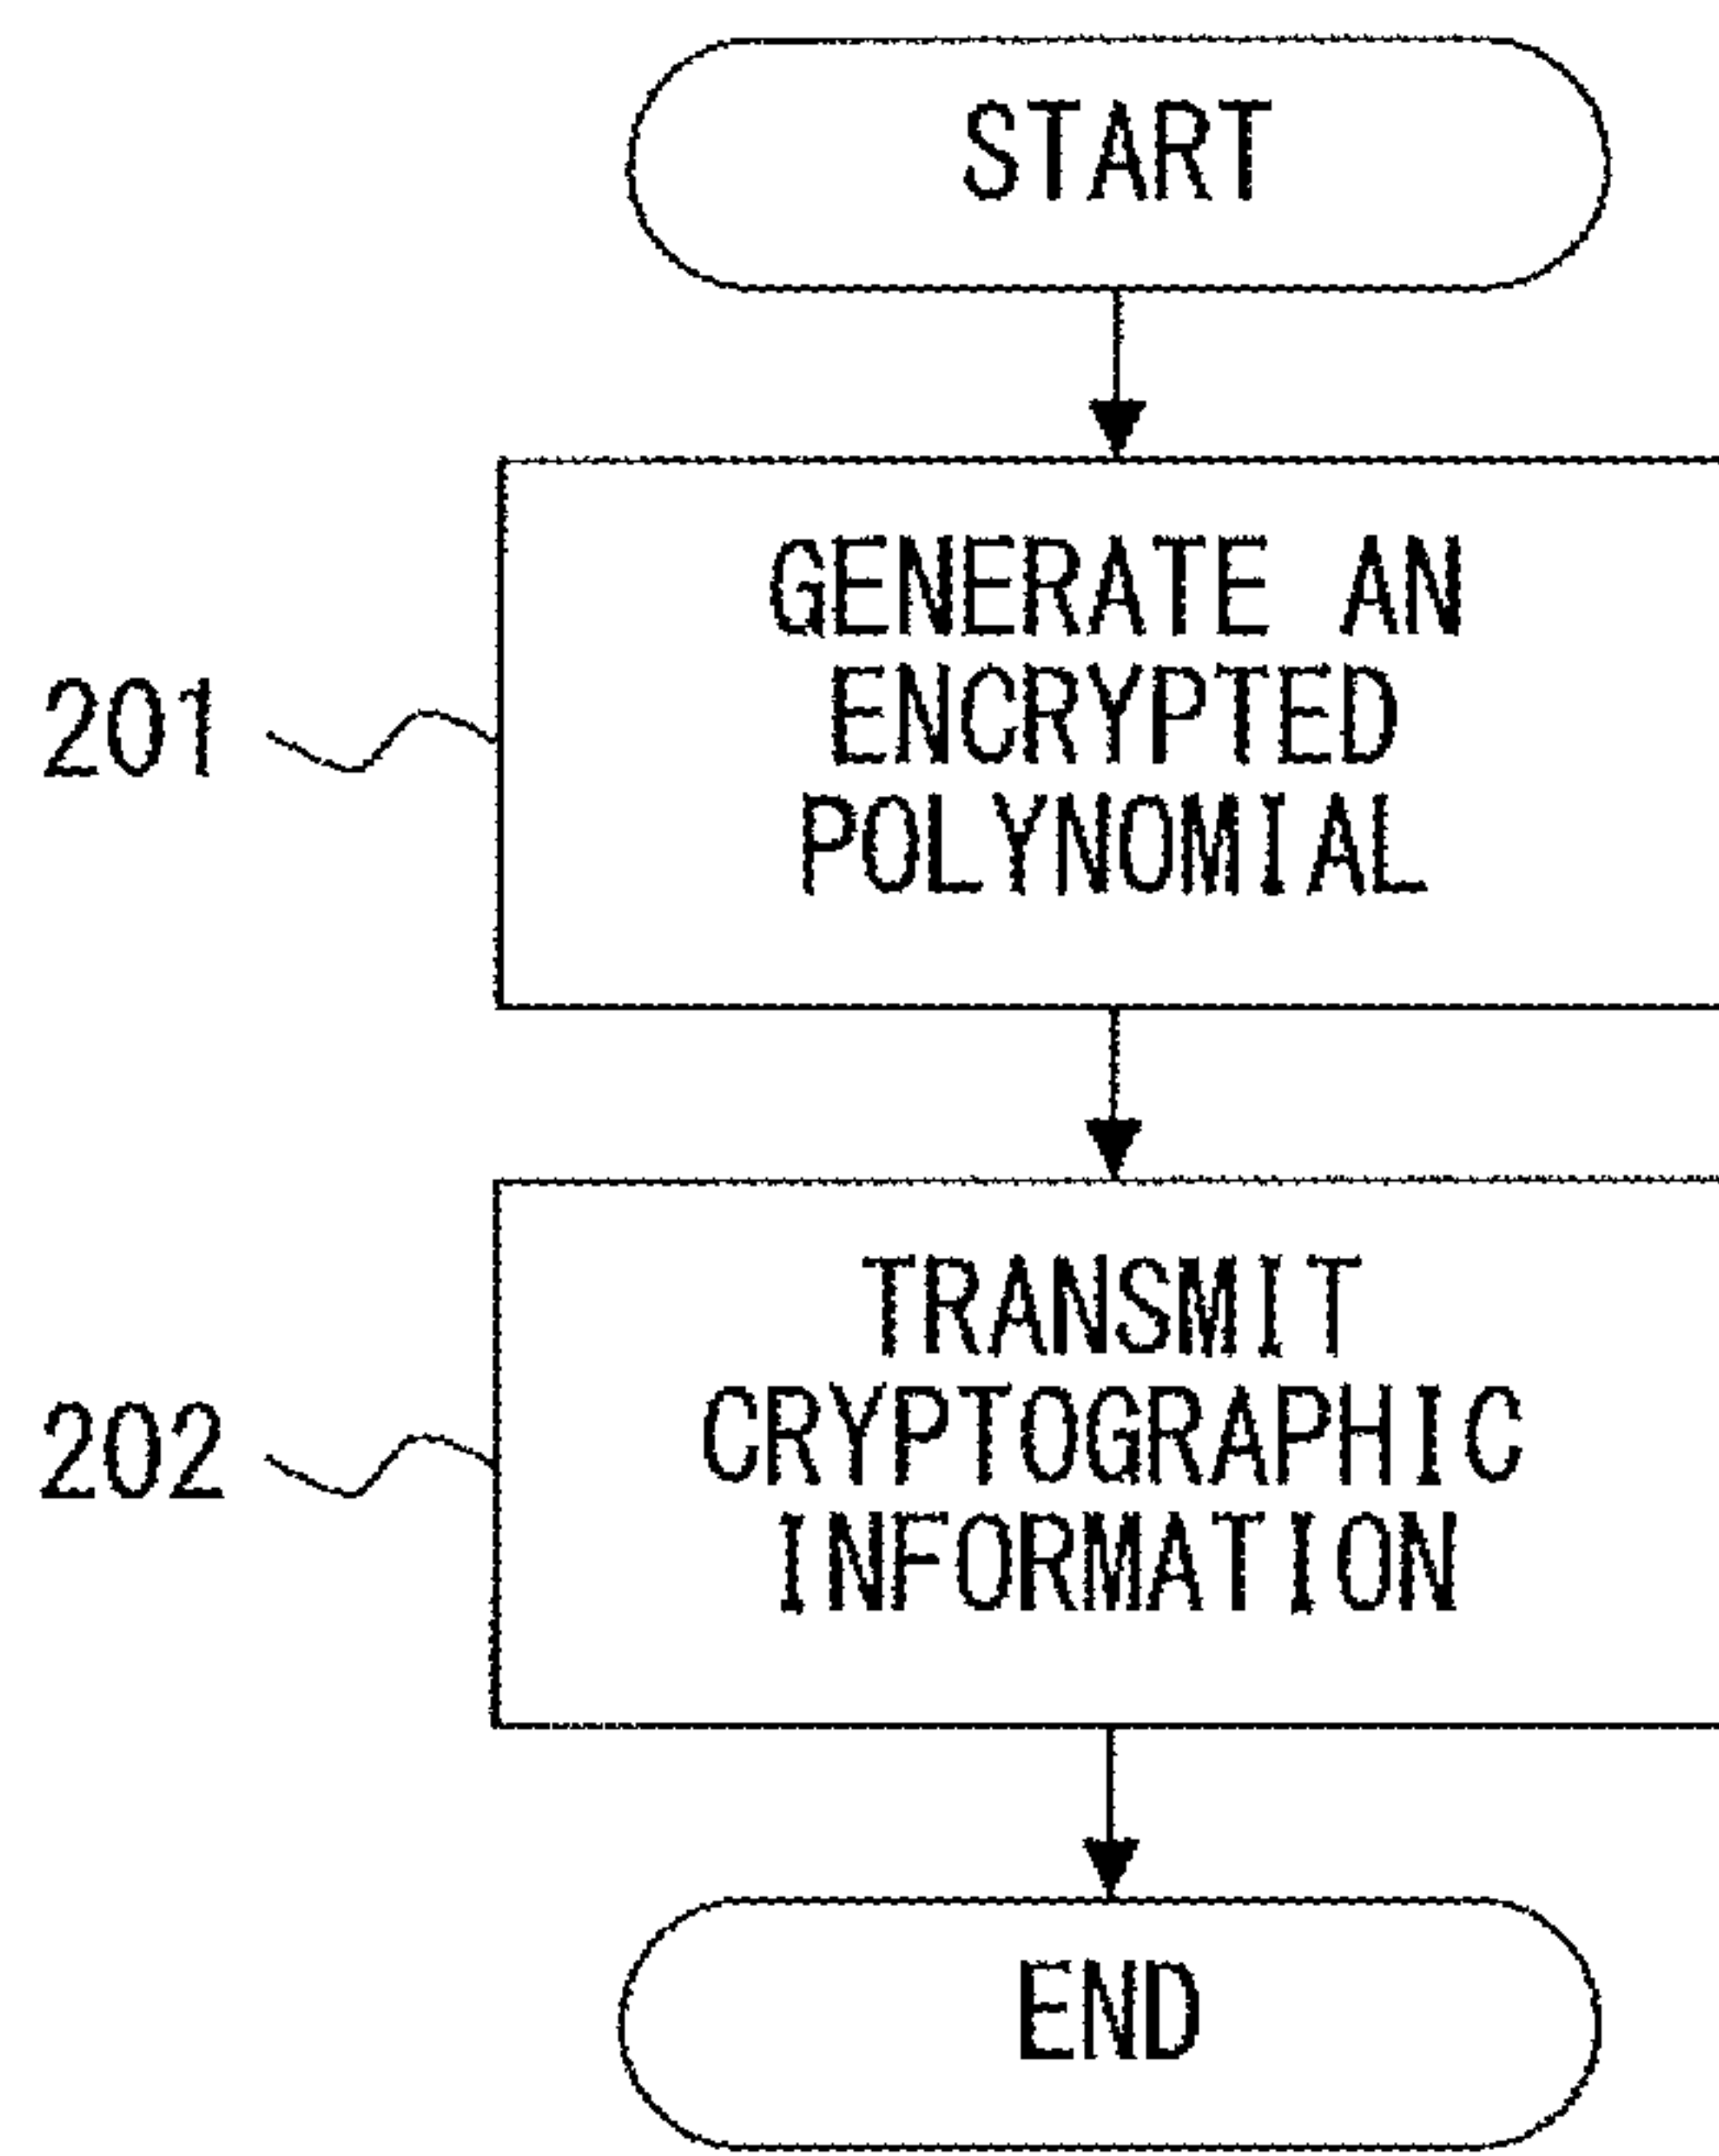 START
GENERATE AN
ENCRYPTED
POLYNOMIAL
201
TRANSMIT
CRYPTOGRAPHIC
INFORMATION
202
END